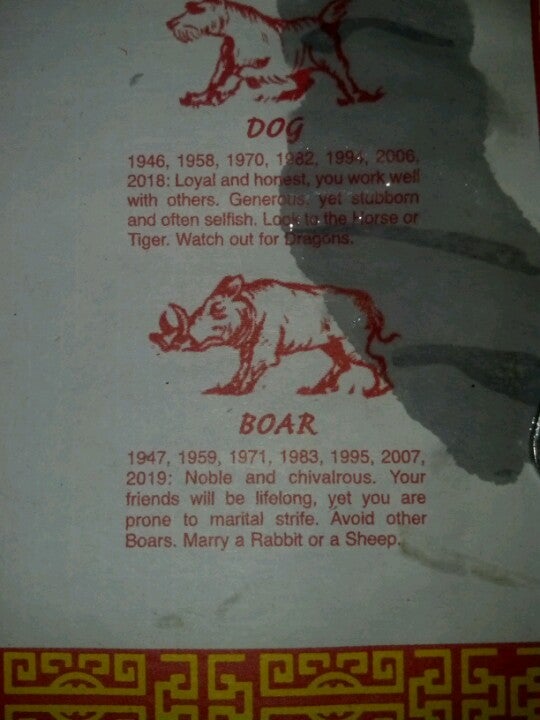 DOG
1946, 1958, 1970, 1982, 1994, 2006,
2018: Loyal and honest, you work well
with others. Generous, yet stubborn
and often selfish. Look to the Horse or
Tiger. Watch out for Dragons.
BOAR
1947, 1959, 1971, 1983, 1995, 2007,
2019: Noble and chivalrous. Your
friends will be lifelong, yet you are
prone to marital strife. Avoid other
Boars. Marry a Rabbit or a Sheep.